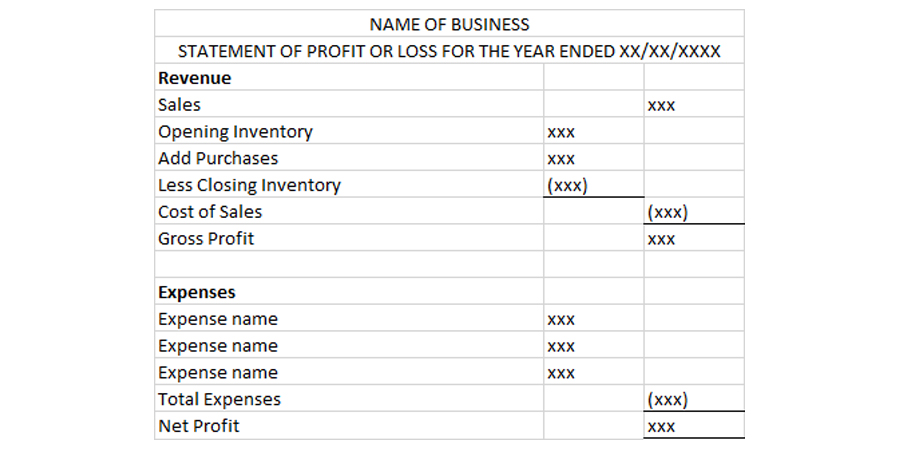 NAME OF BUSINESS
STATEMENT OF PROFIT OR LOSS FOR THE YEAR ENDED XX/XX/XXXX
Revenue
Sales xxx
Opening Inventory xxx
Add Purchases xxx
Less Closing Inventory (xxx)
Cost of Sales (xxx)
Gross Profit xxx
Expenses
Expense name xxx
Expense name xxx
Expense name xxx
Total Expenses (xxx)
Net Profit xxx